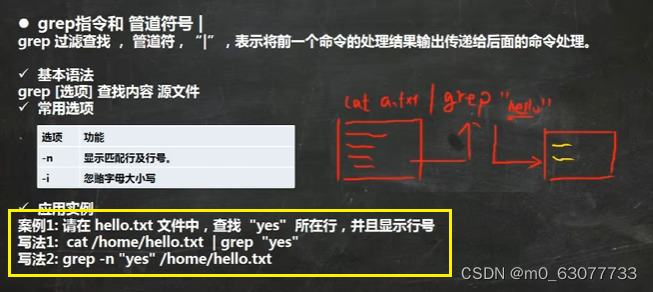 ● grep指令和 管道符号 |
grep 过滤查找 ， 管道符，“|”，表示将前一个命令的处理结果输出传递给后面的命令处理。
✓ 基本语法
grep [选项] 查找内容 源文件
✓ 常用选项
选项 功能
-n 显示匹配行及行号。
-i 忽略字母大小写
cat a.txt | grep "hello"
✓ 应用实例
案例1: 请在 hello.txt 文件中，查找 "yes" 所在行，并且显示行号
写法1: cat /home/hello.txt | grep "yes"
写法2: grep -n "yes" /home/hello.txt
CSDN @m0_63077733